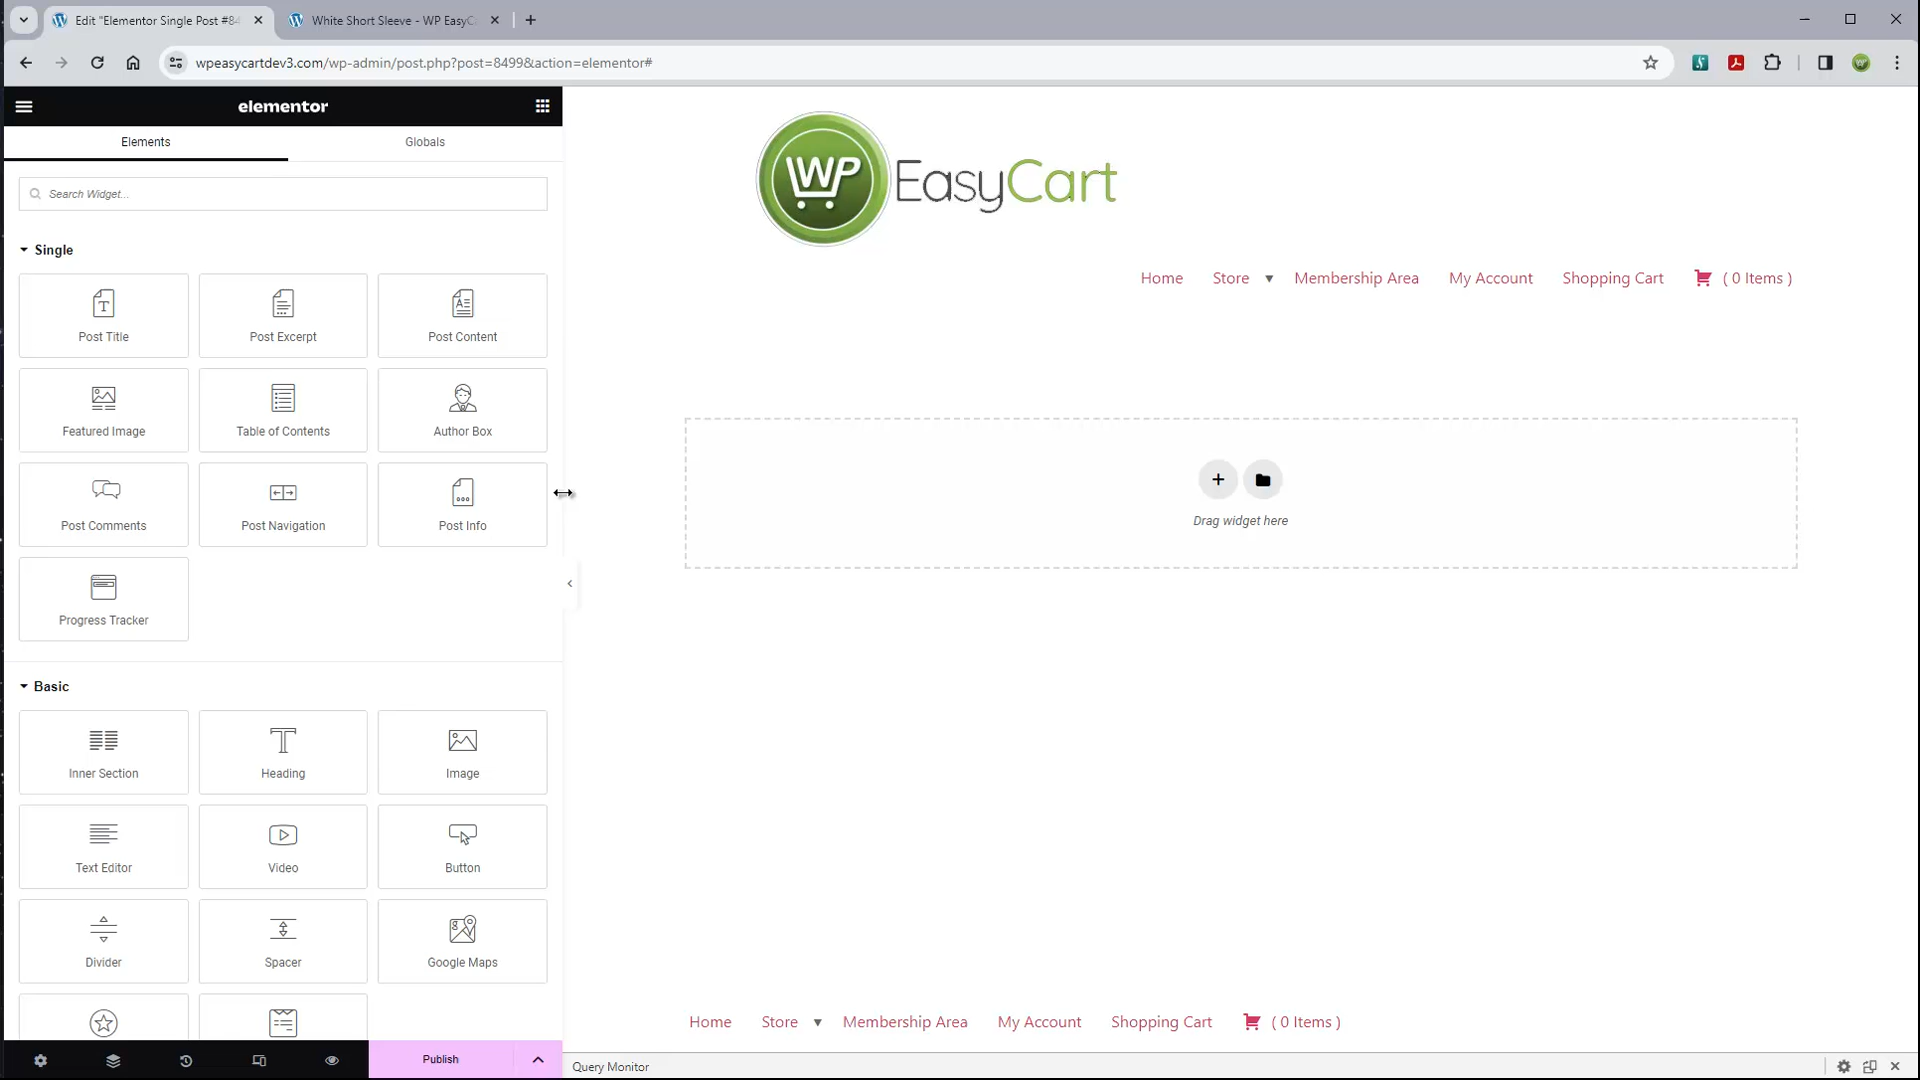 Edit "Elementor Single Post #84
White Short Sleeve - WP EasyC
wpeasycartdev3.com/wp-admin/post.php?post=8499&action=elementor#
elementor
Elements
Globals
Search Widget...
Single
Post Title
Post Excerpt
Post Content
Featured Image
Table of Contents
Author Box
Post Comments
Post Navigation
Post Info
Progress Tracker
Basic
Inner Section
Heading
Image
Text Editor
Video
Button
Divider
Spacer
Google Maps
Publish
WP EasyCart
Home
Store
Membership Area
My Account
Shopping Cart
( 0 Items )
Drag widget here
Home
Store
Membership Area
My Account
Shopping Cart
( 0 Items )
Query Monitor